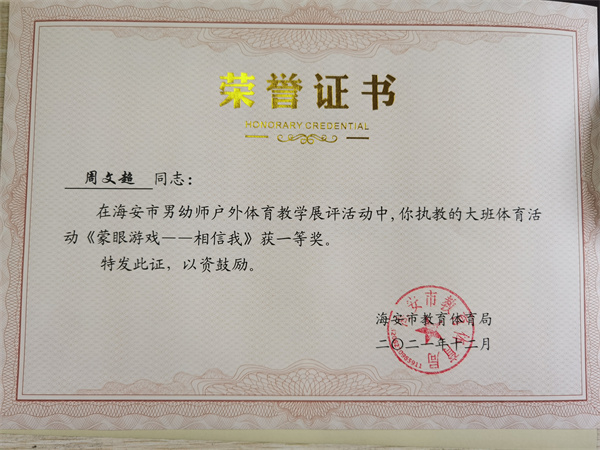 荣誉证书
HONORARY CREDENTIAL
周文超 同志：
在海安市男幼师户外体育教学展评活动中，你执教的大班体育活
动《蒙眼游戏——相信我》获一等奖。
特发此证，以资鼓励。
海安市教育体育局
二〇二一年十二月